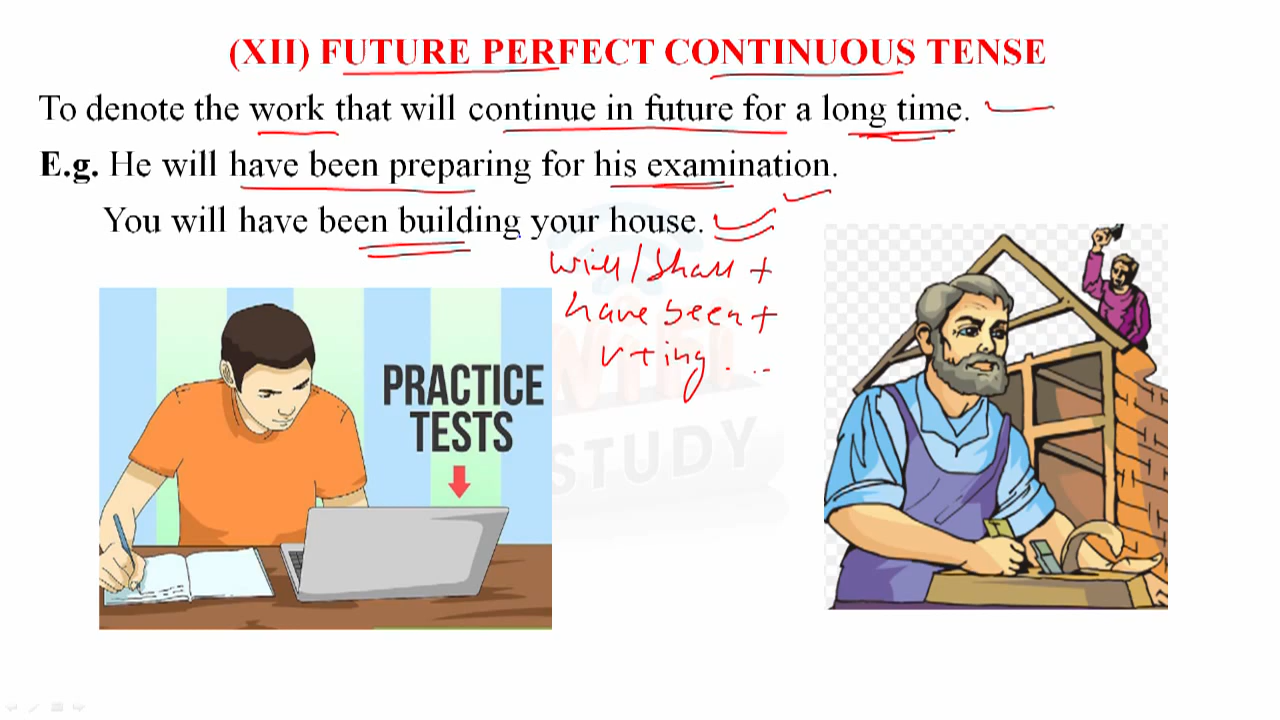 (XII) FUTURE PERFECT CONTINUOUS TENSE
To denote the work that will continue in future for a long time.
E.g. He will have been preparing for his examination.
You will have been building your house.
will/shall +
have been +
V+ing...
PRACTICE
TESTS
STUDY